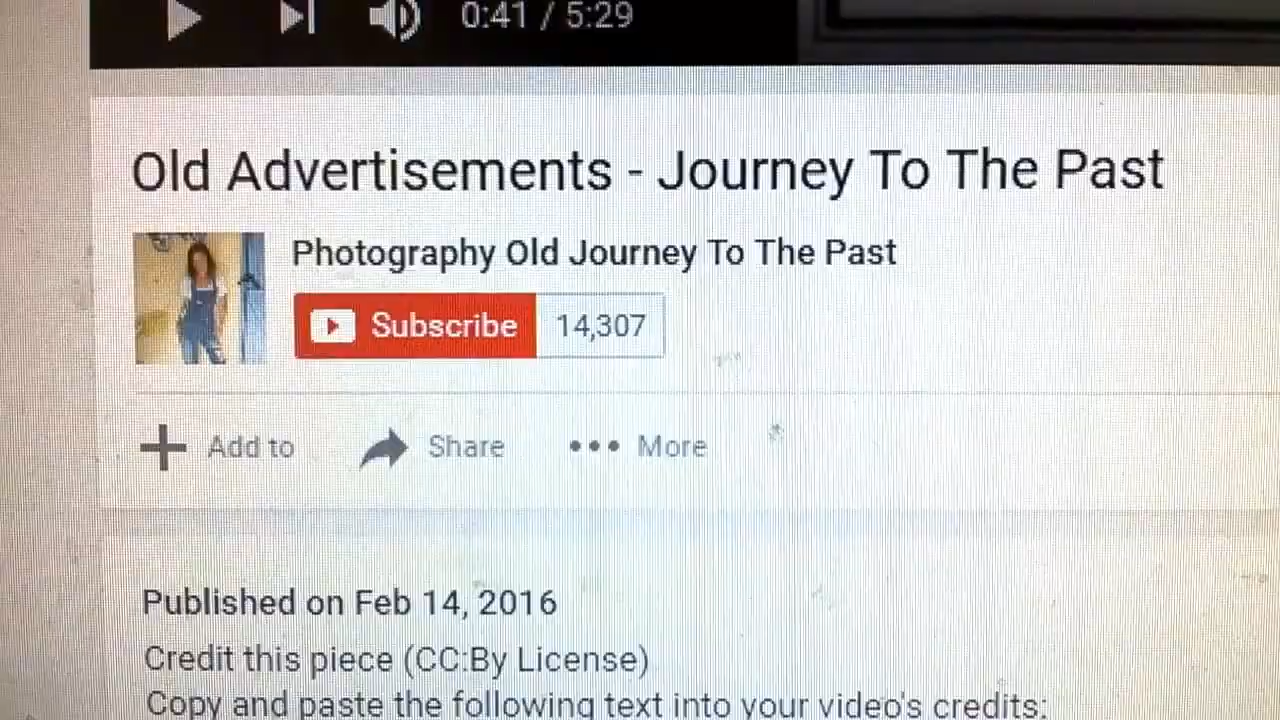 0:41 / 5:29
Old Advertisements - Journey To The Past
Photography Old Journey To The Past
Subscribe 14,307
Add to Share More
Published on Feb 14, 2016
Credit this piece (CC:By License)
Copy and paste the following text into your video's credits: